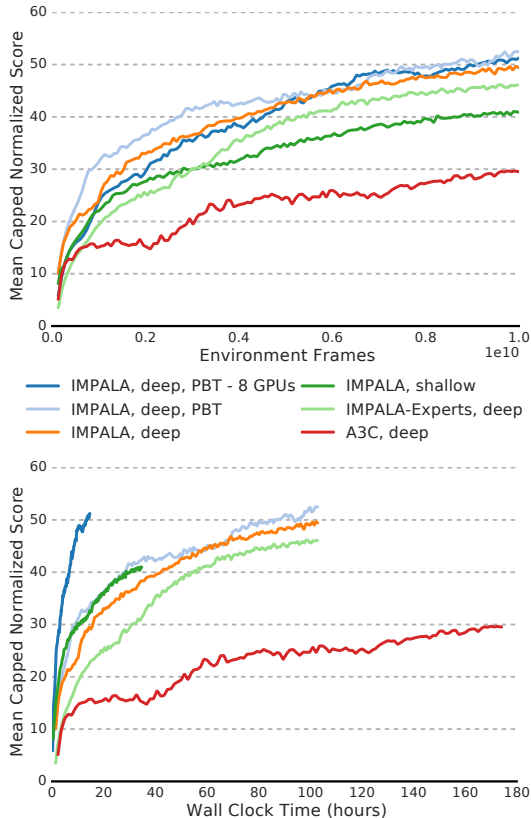 60
50
40
30
20
10
0
Mean Capped Normalized Score
0.0 0.2 0.4 0.6 0.8 1.0
1e10
Environment Frames
IMPALA, deep, PBT - 8 GPUs
IMPALA, deep, PBT
IMPALA, deep
IMPALA, shallow
IMPALA-Experts, deep
A3C, deep
60
50
40
30
20
10
0
Mean Capped Normalized Score
0 20 40 60 80 100 120 140 160 180
Wall Clock Time (hours)